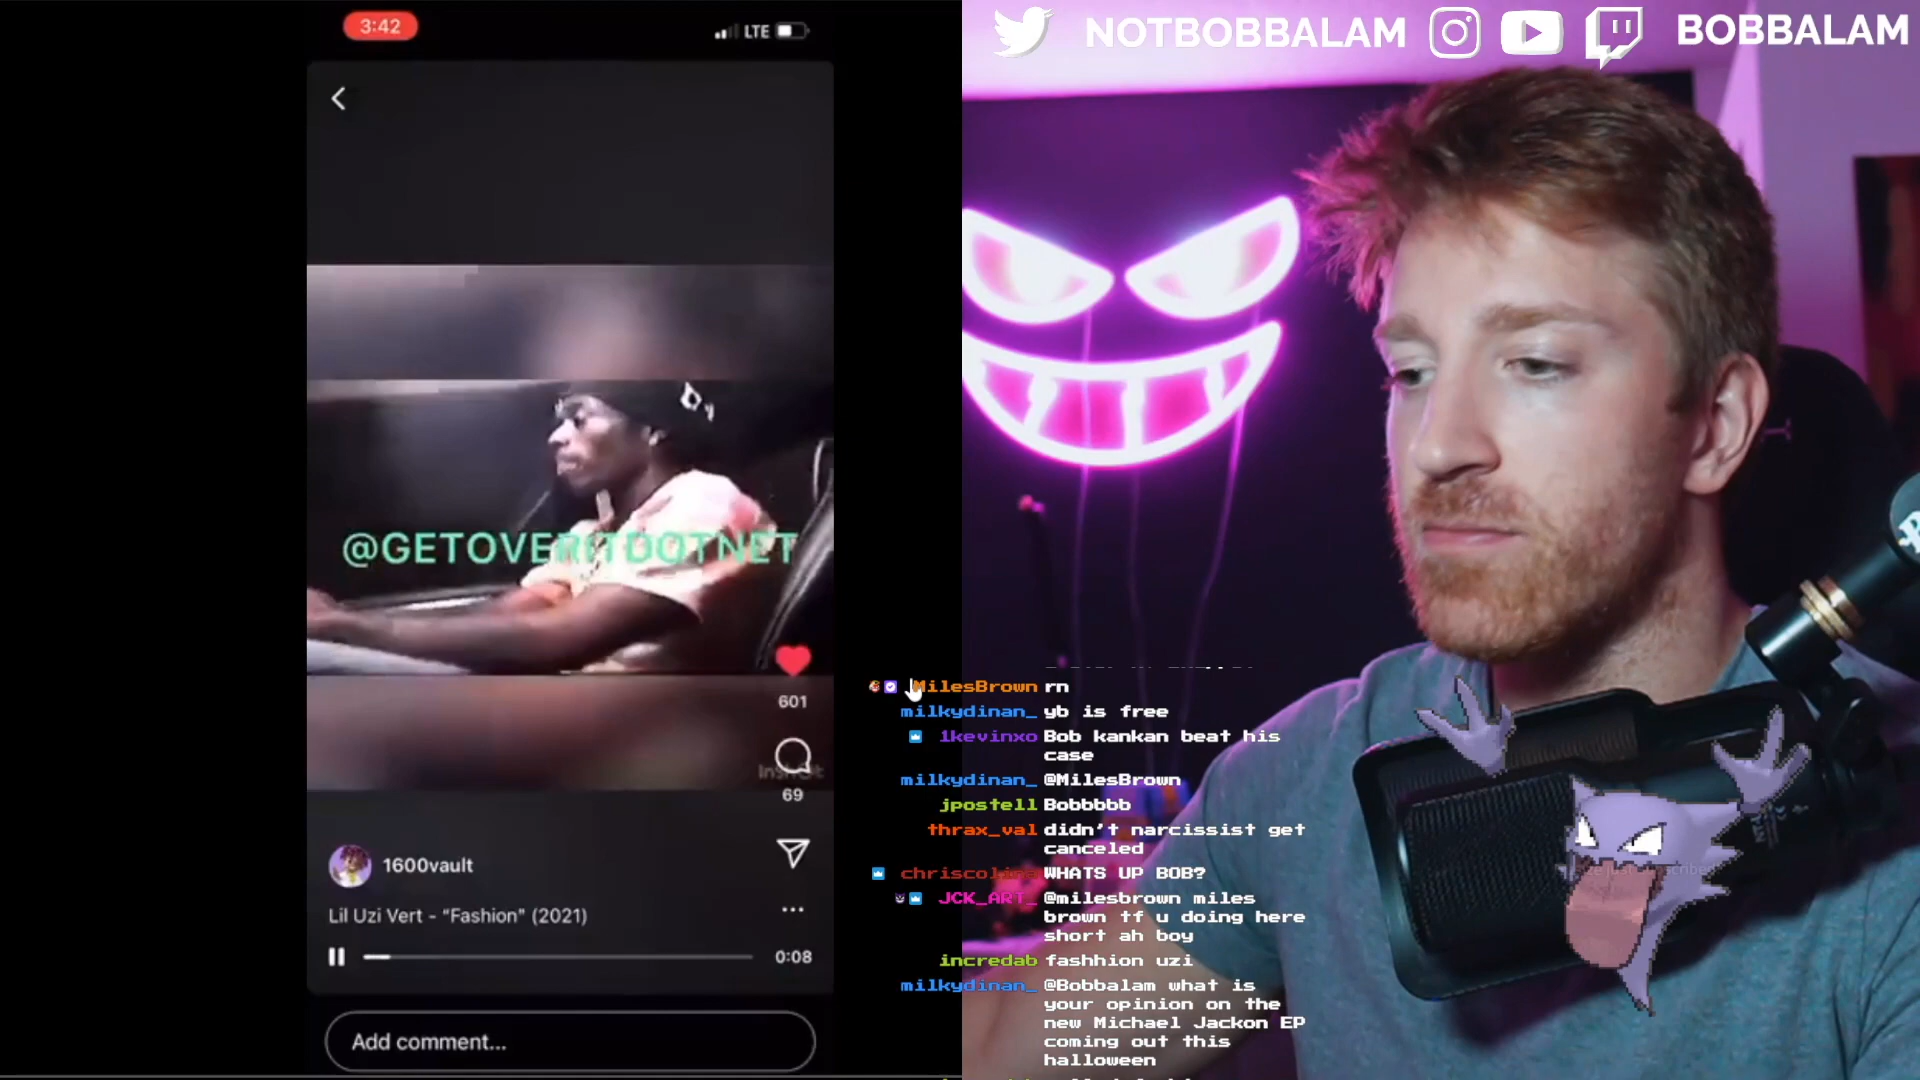 3:42
LTE
NOTBOBBALAM
BOBBALAM
@GETOVERITDOTNET
601
69
1600vault
Lil Uzi Vert - “Fashion” (2021)
0:08
Add comment...
MilesBrown rn
milkydinan_ yb is free
1kevinxo Bob kankan beat his
case
milkydinan_ @MilesBrown
jpostell Bobbbbb
thrax_val didn’t narcissist get
canceled
WHATS UP BOB?
JCK_ART_ @milesbrown miles
brown tf u doing here
short ah boy
incredab fashhion uzi
milkydinan_ @Bobbalam what is
your opinion on the
new Michael Jackon EP
coming out this
halloween